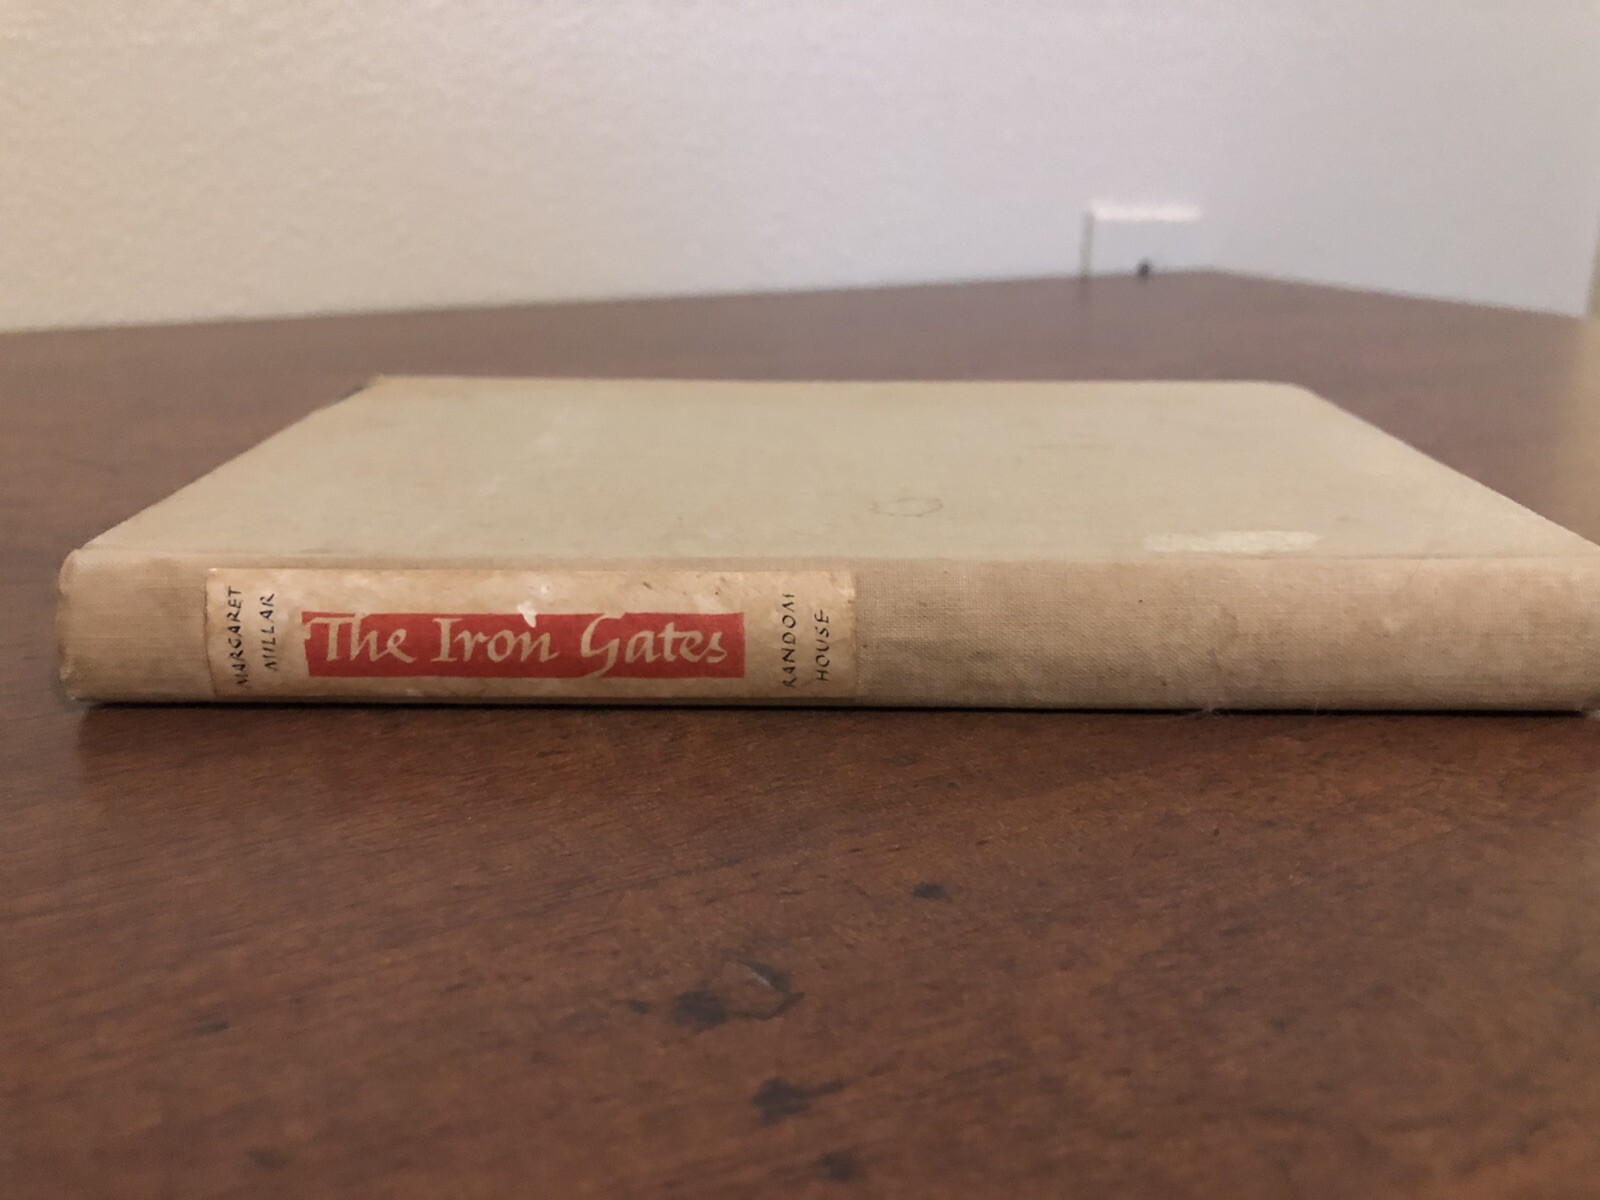 MARGARET
MILLAR
The Iron Gates
RANDOM
HOUSE